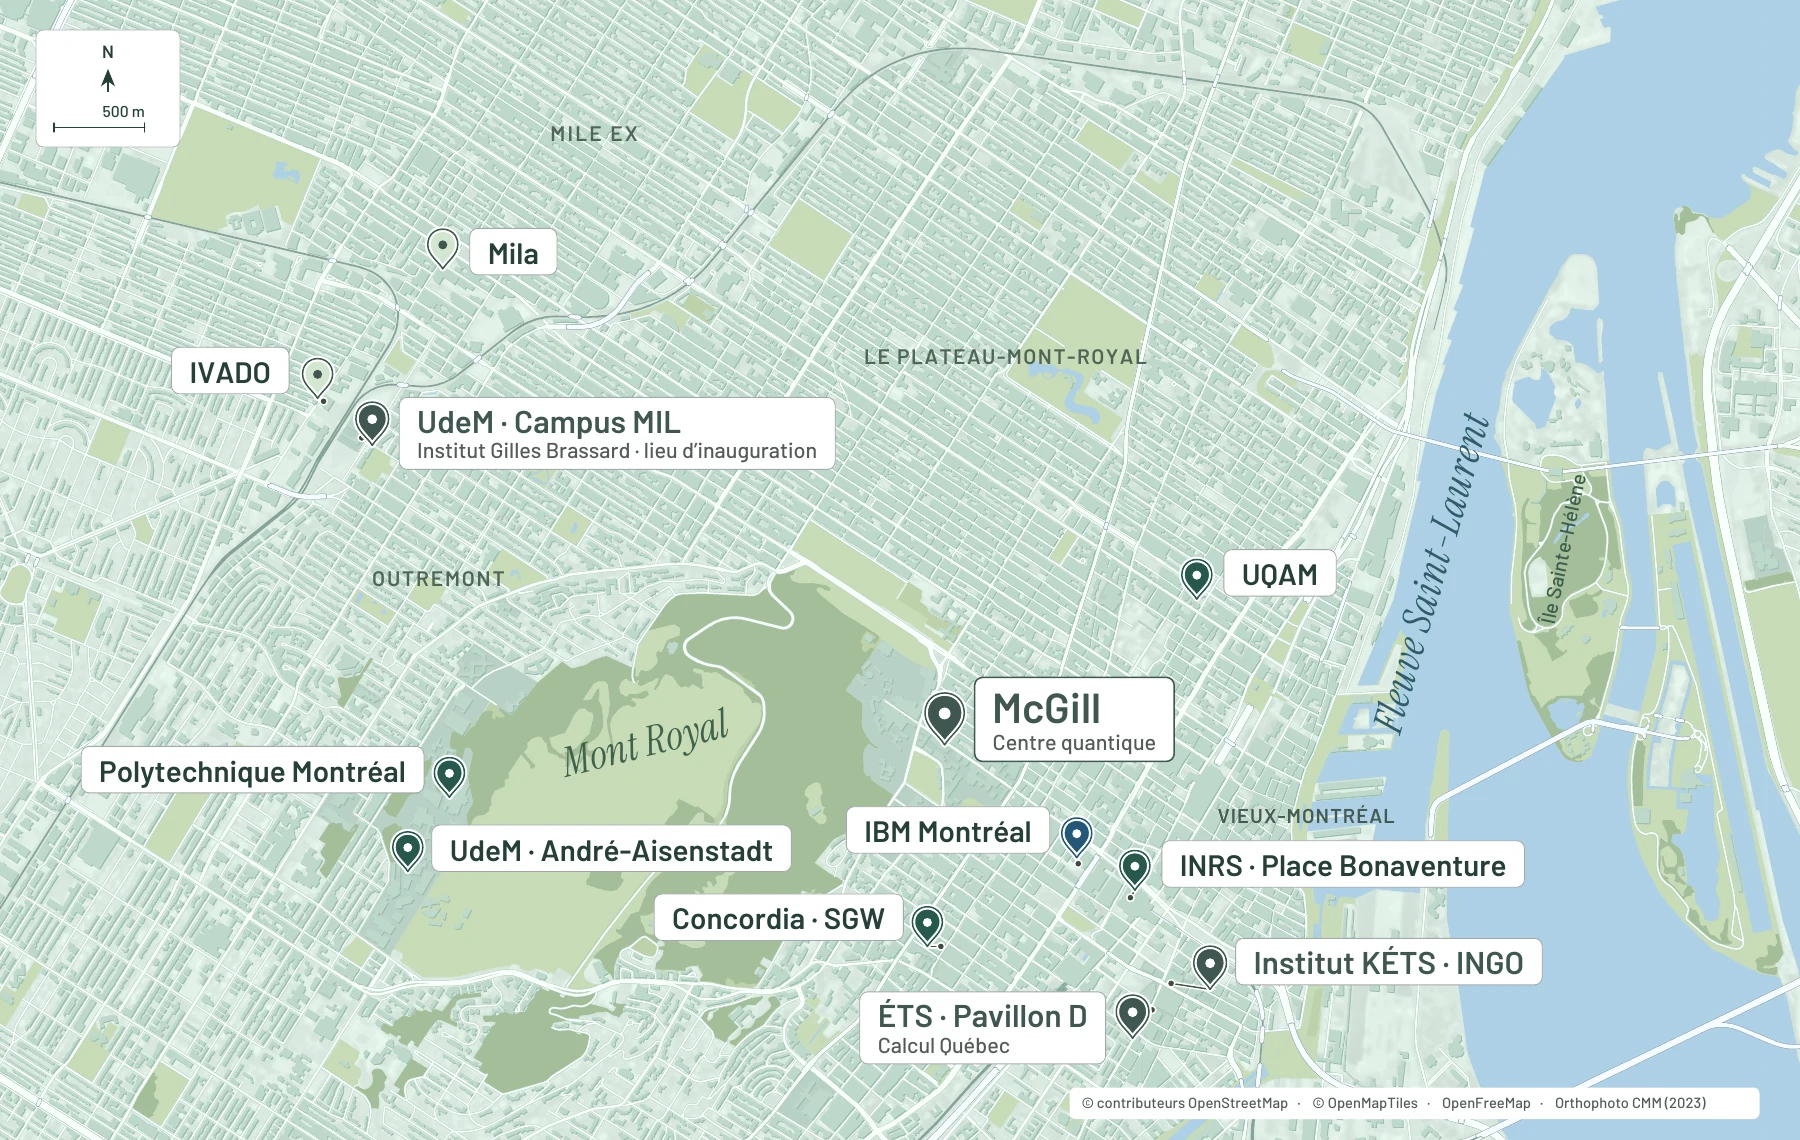 N
500 m
MILE EX
Mila
LE PLATEAU-MONT-ROYAL
IVADO
UdeM · Campus MIL
Institut Gilles Brassard · lieu d’inauguration
Fleuve Saint-Laurent
Île Sainte-Hélène
OUTREMONT
UQAM
McGill
Centre quantique
Mont Royal
Polytechnique Montréal
VIEUX-MONTRÉAL
IBM Montréal
UdeM · André-Aisenstadt
INRS · Place Bonaventure
Concordia · SGW
Institut KÉTS · INGO
ÉTS · Pavillon D
Calcul Québec
© contributeurs OpenStreetMap · © OpenMapTiles · OpenFreeMap · Orthophoto CMM (2023)